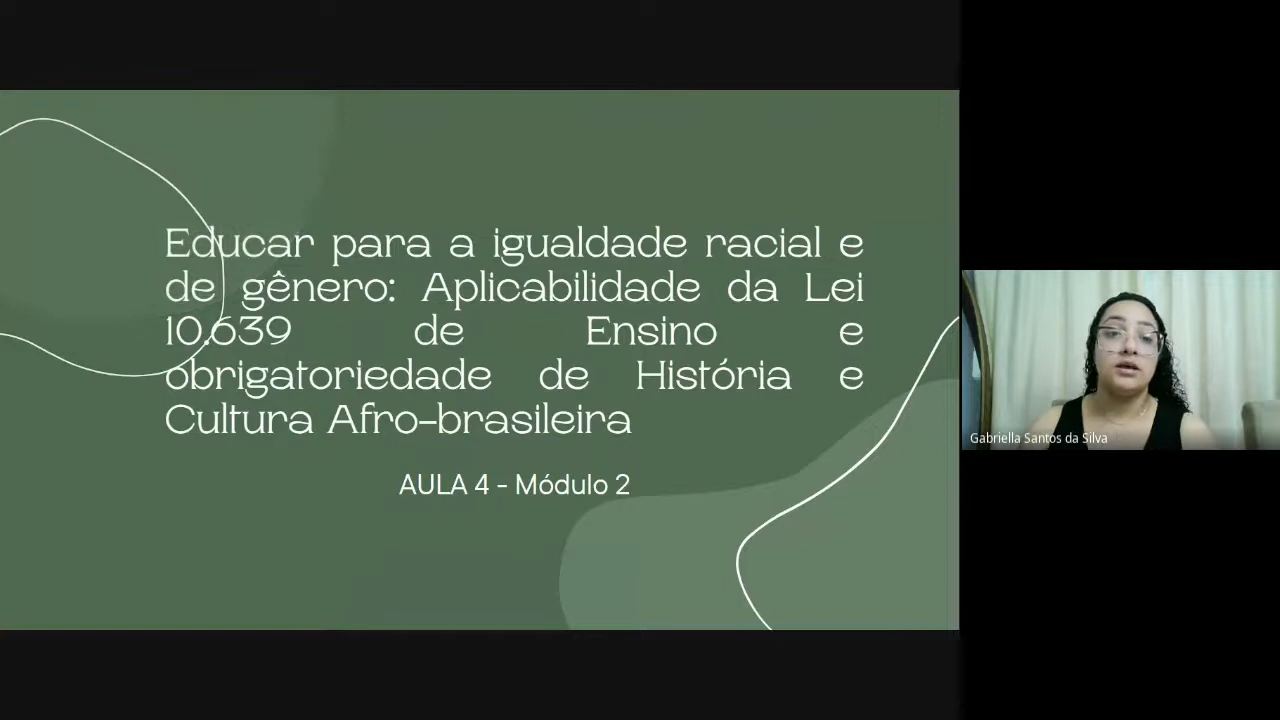 Educar para a igualdade racial e
de gênero: Aplicabilidade da Lei
10.639 de Ensino e
obrigatoriedade de História e
Cultura Afro-brasileira
AULA 4 - Módulo 2
Gabriella Santos da Silva